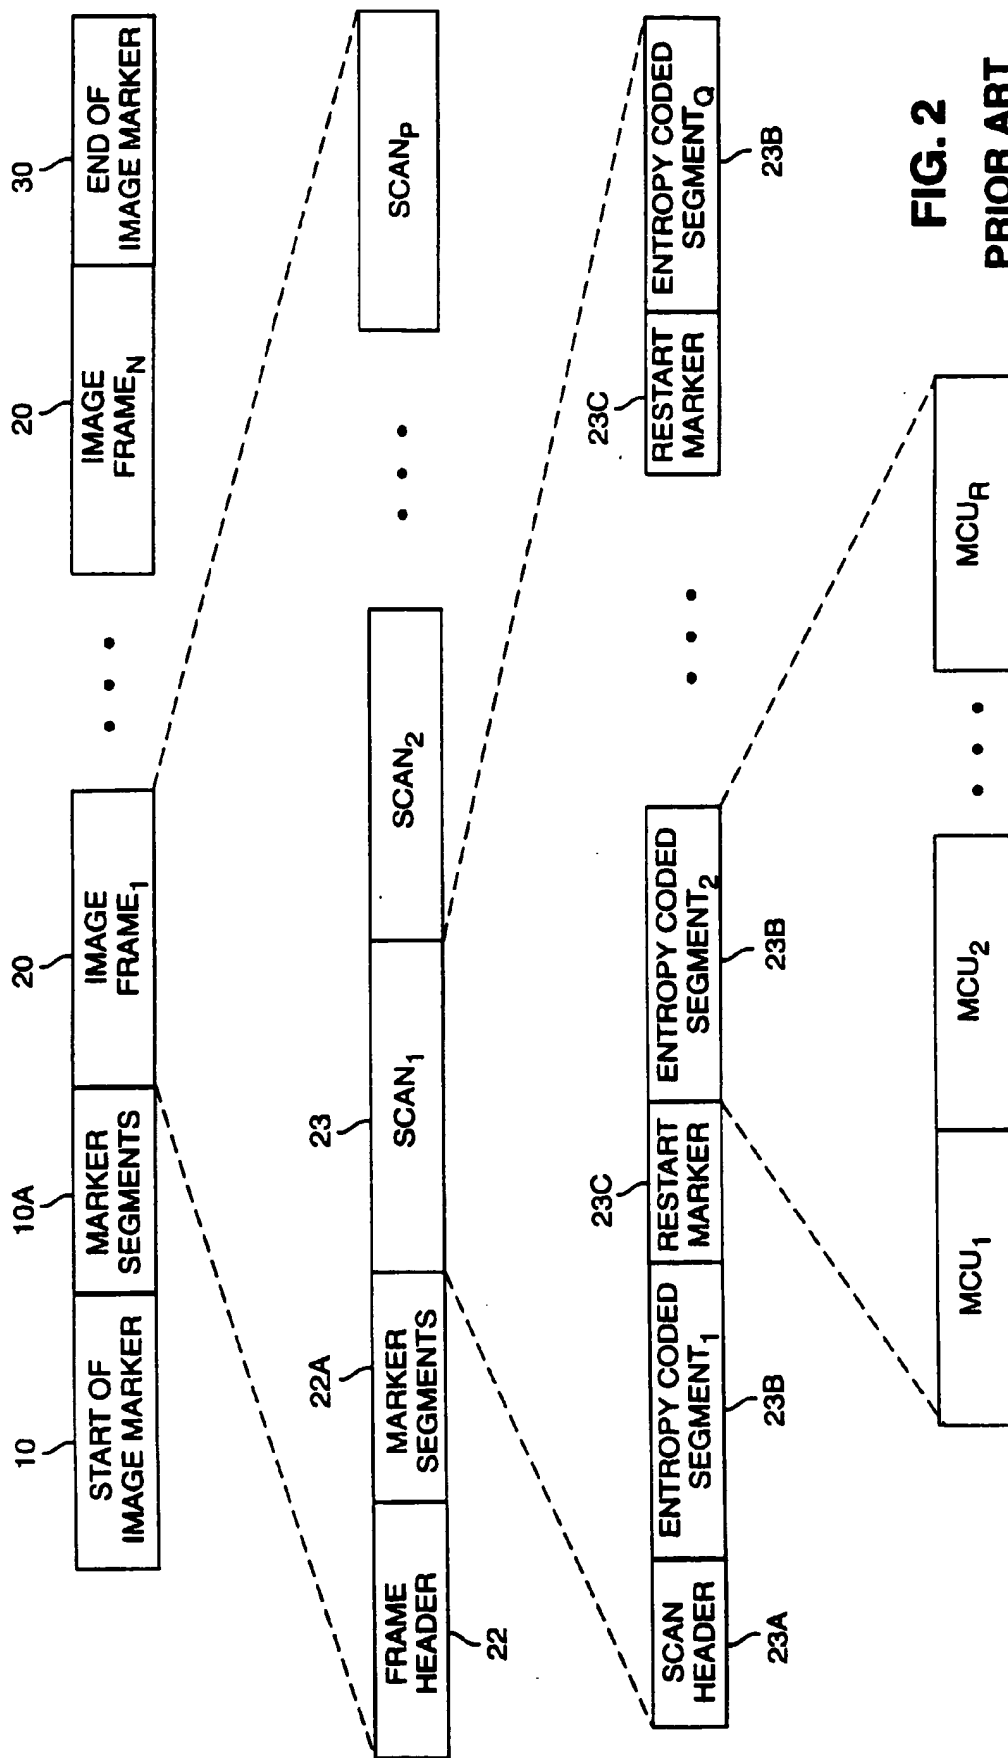 10
10A
20
20
30
START OF
IMAGE MARKER
MARKER
SEGMENTS
IMAGE
FRAME1
• • •
IMAGE
FRAMEN
END OF
IMAGE MARKER
22A
23
FRAME
HEADER
MARKER
SEGMENTS
SCAN1
SCAN2
• • •
SCANP
22
23C
23C
SCAN
HEADER
ENTROPY CODED
SEGMENT1
RESTART
MARKER
ENTROPY CODED
SEGMENT2
• • •
RESTART
MARKER
ENTROPY CODED
SEGMENTQ
23A
23B
23B
23B
MCU1
MCU2
• • •
MCUR
FIG. 2
PRIOR ART